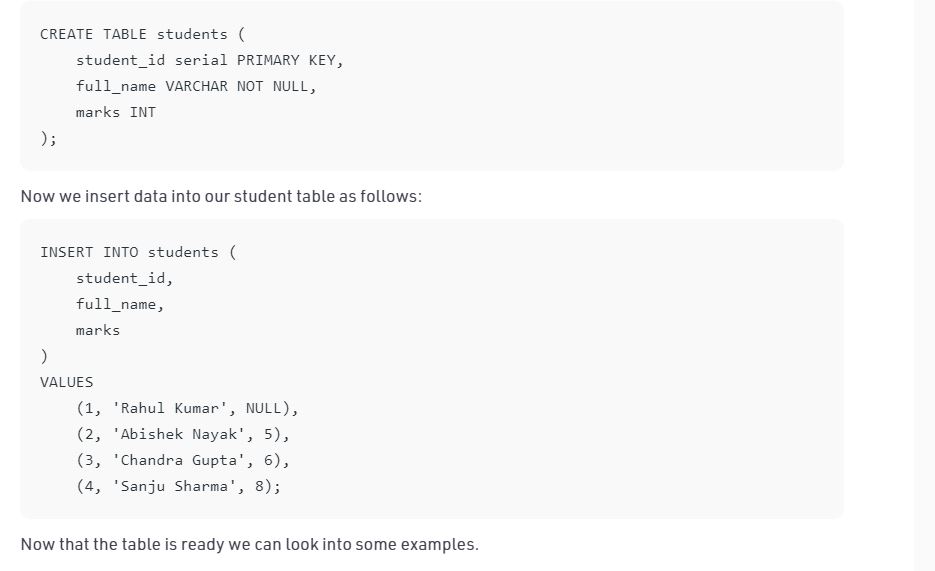 CREATE TABLE students (
    student_id serial PRIMARY KEY,
    full_name VARCHAR NOT NULL,
    marks INT
);
Now we insert data into our student table as follows:
INSERT INTO students (
    student_id,
    full_name,
    marks
)
VALUES
    (1, 'Rahul Kumar', NULL),
    (2, 'Abishek Nayak', 5),
    (3, 'Chandra Gupta', 6),
    (4, 'Sanju Sharma', 8);
Now that the table is ready we can look into some examples.